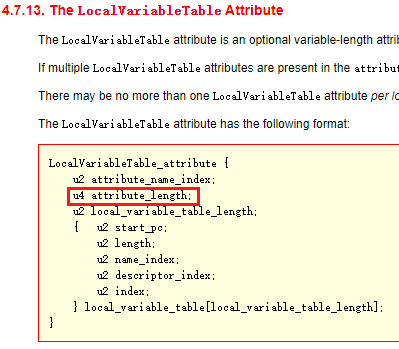 4.7.13. The LocalVariableTable Attribute
The LocalVariableTable attribute is an optional variable-length
If multiple LocalVariableTable attributes are present in the
There may be no more than one LocalVariableTable attribute per
The LocalVariableTable attribute has the following format:
LocalVariableTable_attribute {
u2 attribute_name_index;
u4 attribute_length;
u2 local_variable_table_length;
{ u2 start_pc;
u2 length;
u2 name_index;
u2 descriptor_index;
u2 index;
} local_variable_table[local_variable_table_length];
}